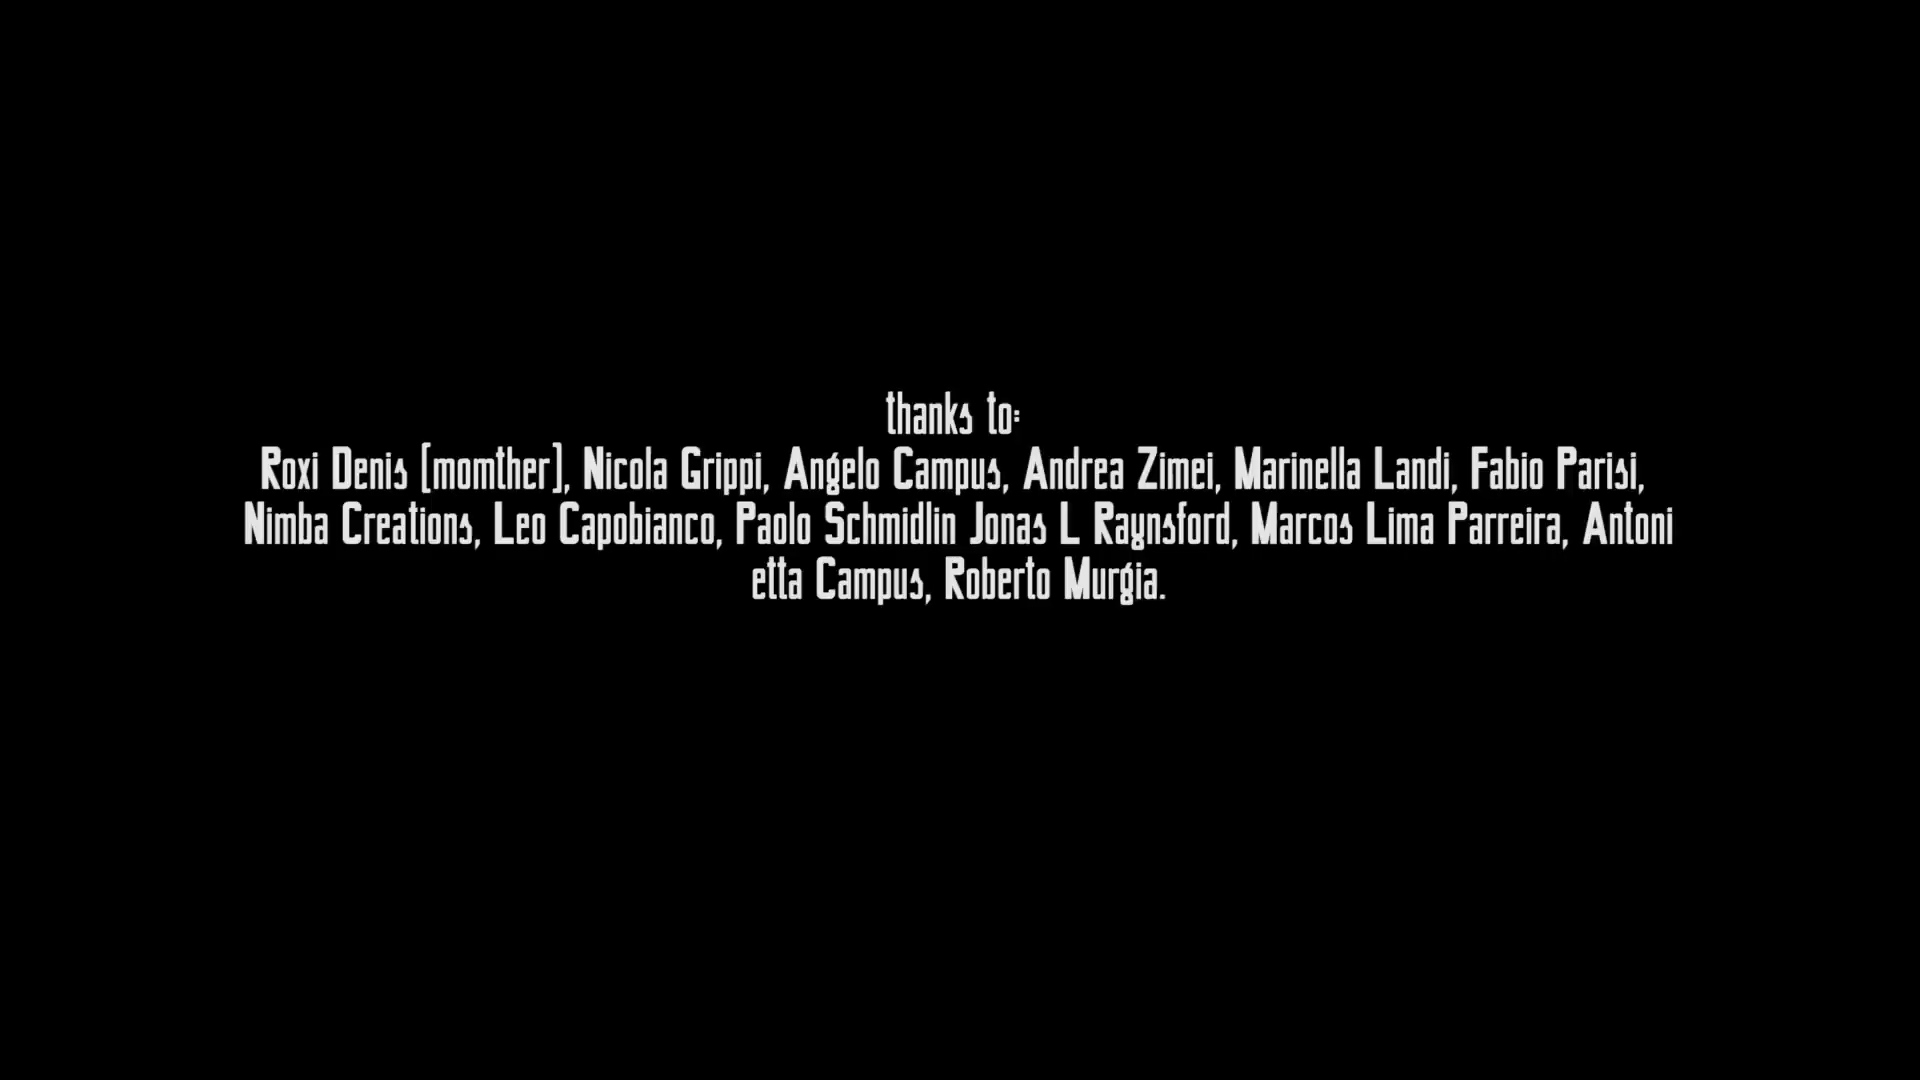 thanks to:
Roxi Denis (momther), Nicola Grippi, Angelo Campus, Andrea Zimei, Marinella Landi, Fabio Parisi,
Nimba Creations, Leo Capobianco, Paolo Schmidlin Jonas L Raynsford, Marcos Lima Parreira, Antoni
etta Campus, Roberto Murgia.